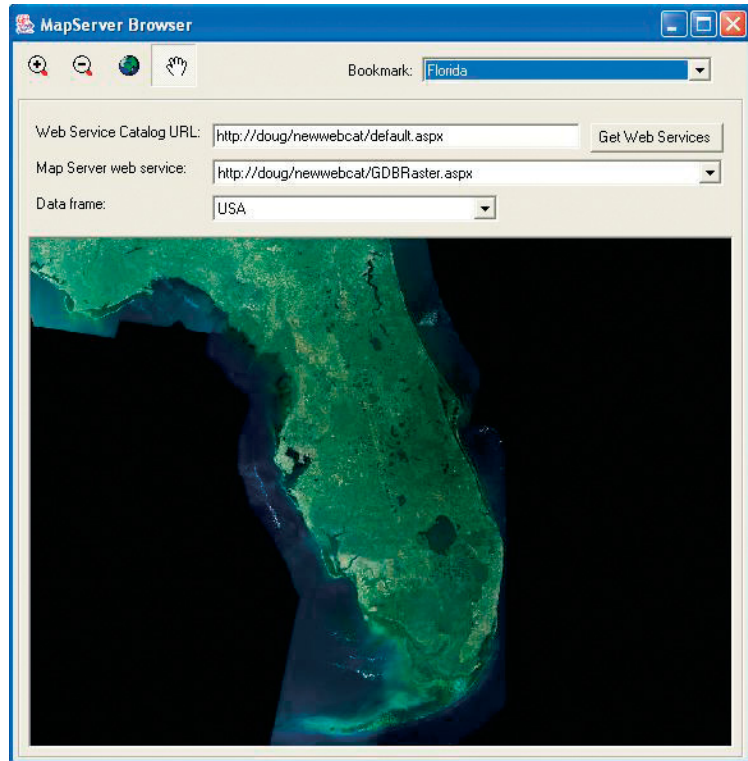 MapServer Browser
Bookmark: Florida
Web Service Catalog URL: http://doug/newwebcat/default.aspx Get Web Services
Map Server web service: http://doug/newwebcat/GDBRaster.aspx
Data frame: USA